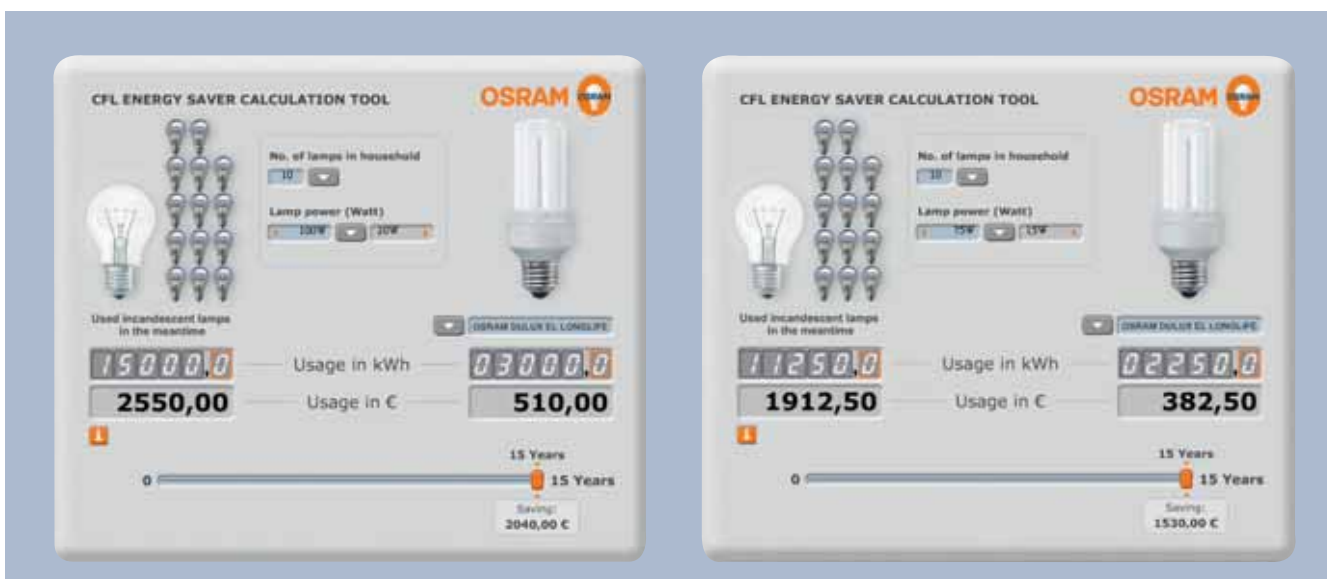 CFL ENERGY SAVER CALCULATION TOOL
OSRAM
OSRAM
No. of lamps in household
10
Lamp power (Watt)
100W
20W
Used incandescent lamps
in the meantime
OSRAM DULUX EL LONGLIFE
15000,0
Usage in kWh
03000,0
2550,00
Usage in €
510,00
15 Years
0
15 Years
Saving:
2040,00 €
CFL ENERGY SAVER CALCULATION TOOL
OSRAM
OSRAM
No. of lamps in household
10
Lamp power (Watt)
75W
15W
Used incandescent lamps
in the meantime
OSRAM DULUX EL LONGLIFE
11250,0
Usage in kWh
02250,0
1912,50
Usage in €
382,50
15 Years
0
15 Years
Saving:
1530,00 €